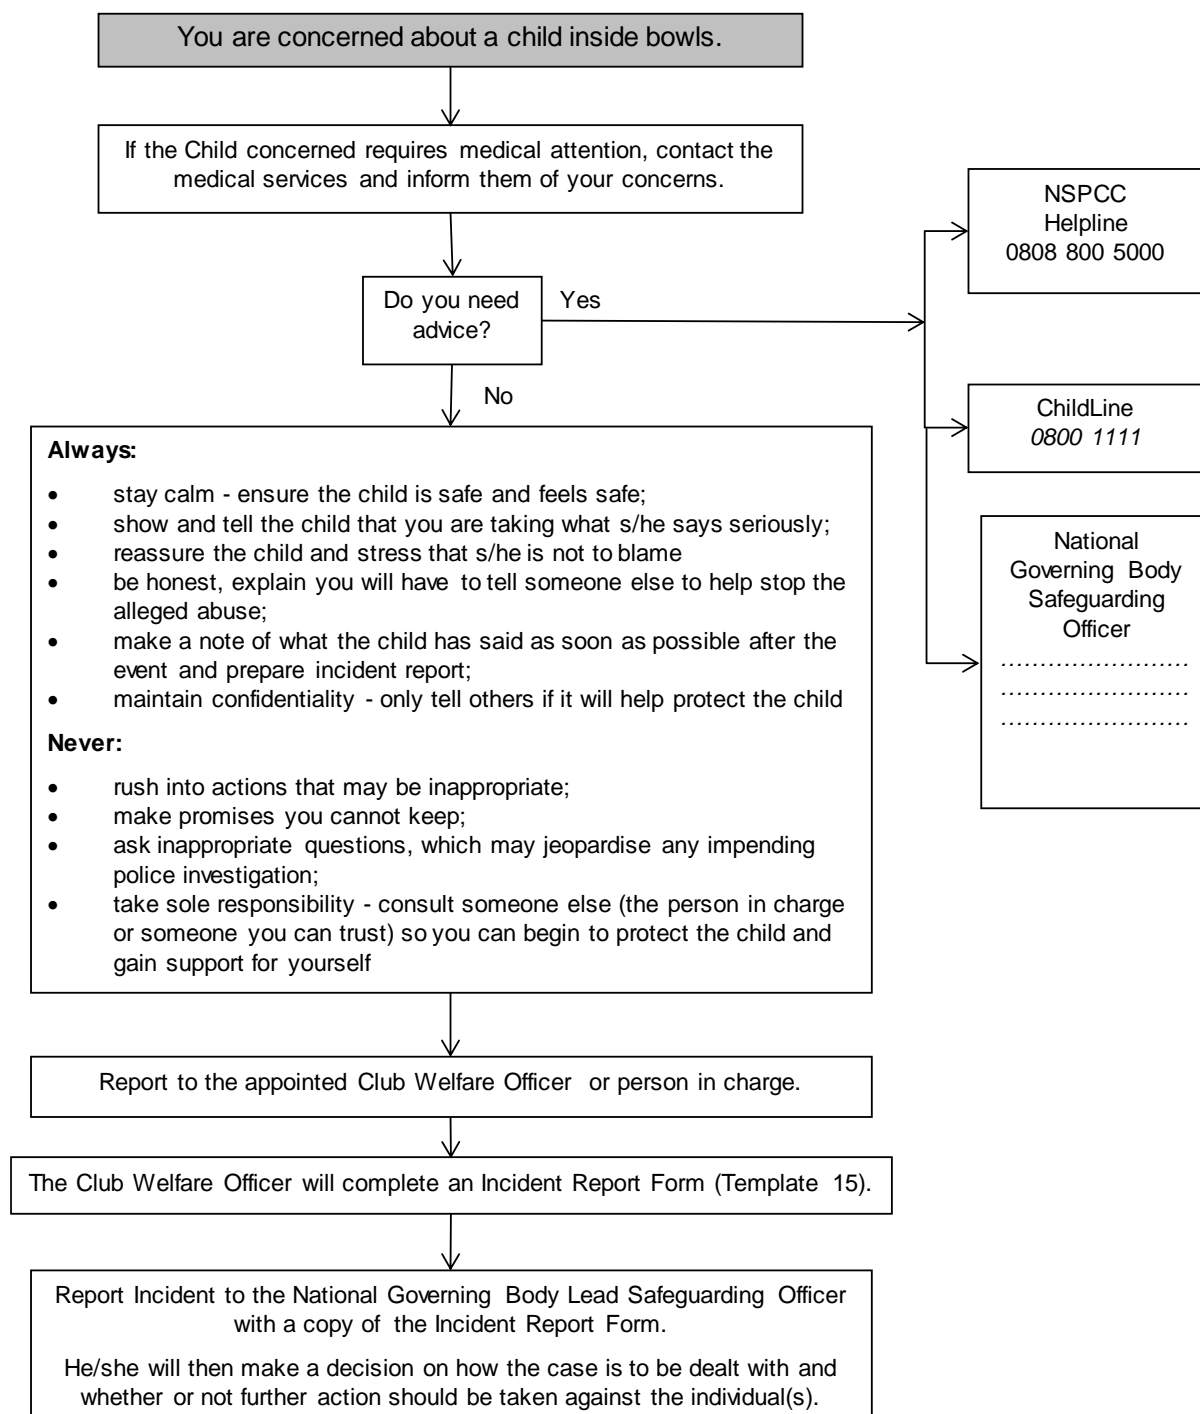 You are concerned about a child inside bowls.
If the Child concerned requires medical attention, contact the
medical services and inform them of your concerns.
NSPCC
Helpline
0808 800 5000
Do you need
advice?
Yes
No
ChildLine
0800 1111
National
Governing Body
Safeguarding
Officer
........................
........................
........................
Always:
• stay calm - ensure the child is safe and feels safe;
• show and tell the child that you are taking what s/he says seriously;
• reassure the child and stress that s/he is not to blame
• be honest, explain you will have to tell someone else to help stop the
alleged abuse;
• make a note of what the child has said as soon as possible after the
event and prepare incident report;
• maintain confidentiality - only tell others if it will help protect the child
Never:
• rush into actions that may be inappropriate;
• make promises you cannot keep;
• ask inappropriate questions, which may jeopardise any impending
police investigation;
• take sole responsibility - consult someone else (the person in charge
or someone you can trust) so you can begin to protect the child and
gain support for yourself
Report to the appointed Club Welfare Officer or person in charge.
The Club Welfare Officer will complete an Incident Report Form (Template 15).
Report Incident to the National Governing Body Lead Safeguarding Officer
with a copy of the Incident Report Form.
He/she will then make a decision on how the case is to be dealt with and
whether or not further action should be taken against the individual(s).